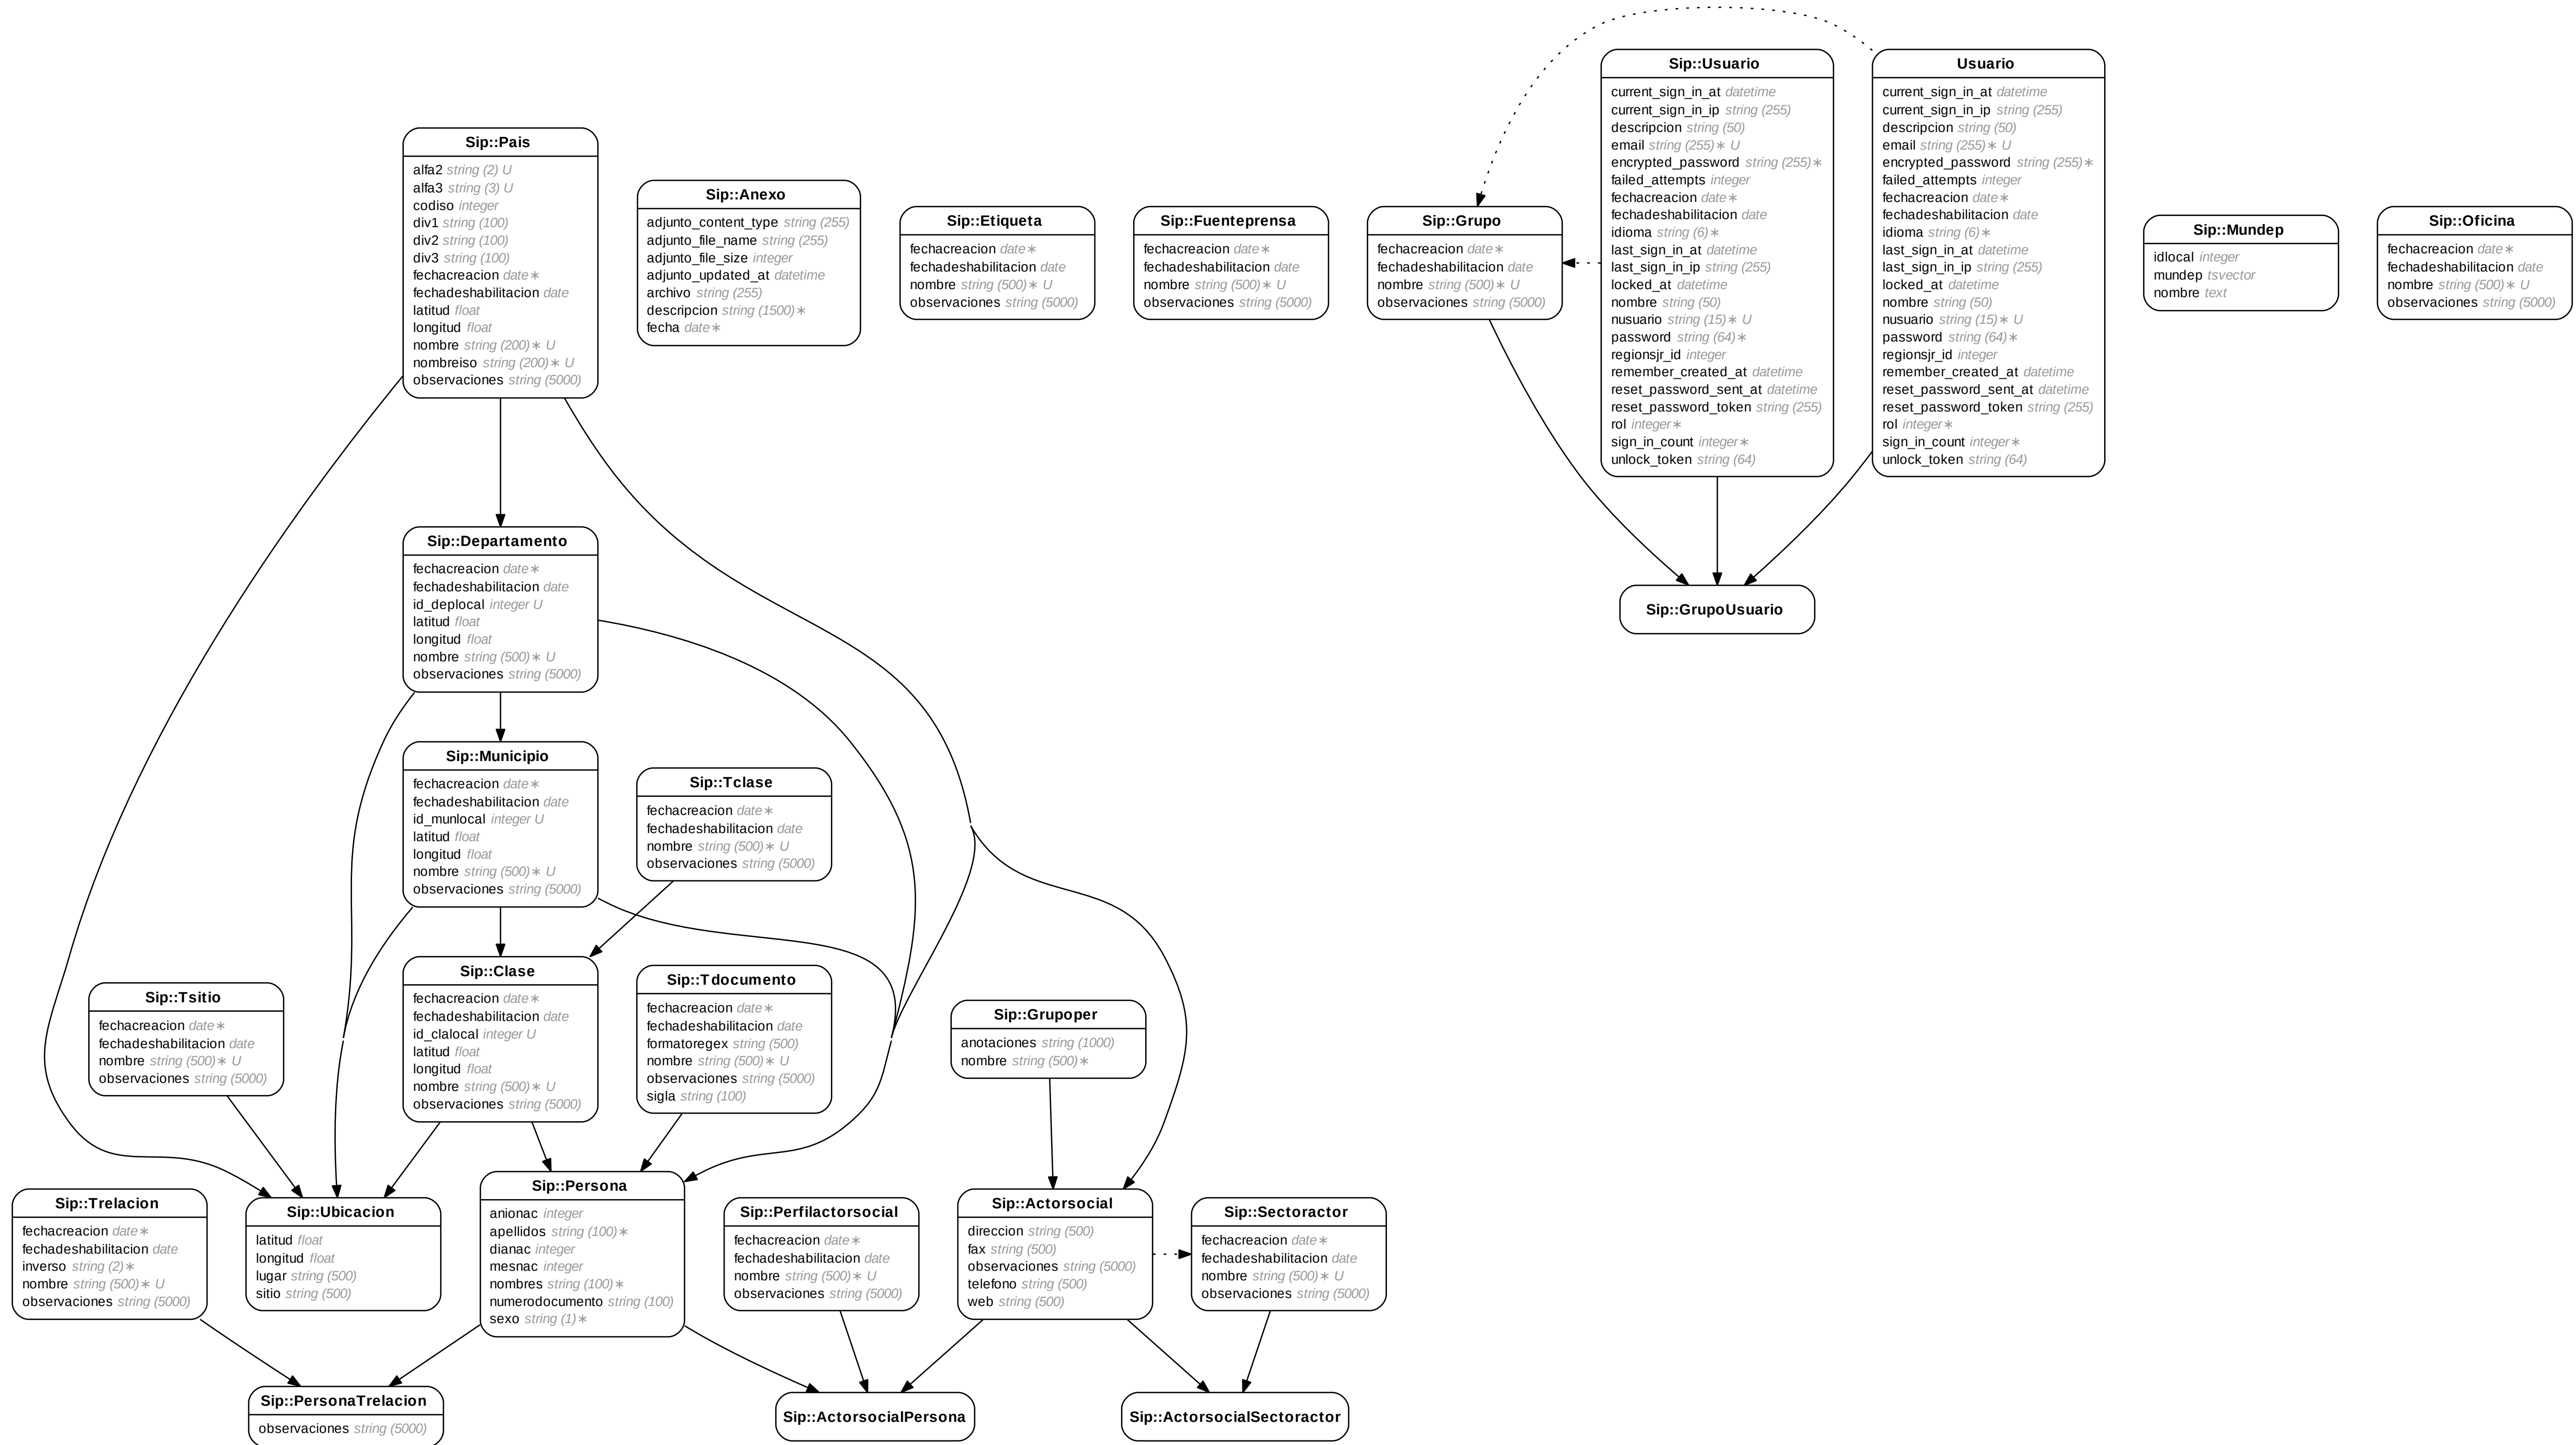 Sip::Usuario
current_sign_in_at datetime
current_sign_in_ip string (255)
descripcion string (50)
email string (255)∗ U
encrypted_password string (255)∗
failed_attempts integer
fechacreacion date∗
fechadeshabilitacion date
idioma string (6)∗
last_sign_in_at datetime
last_sign_in_ip string (255)
locked_at datetime
nombre string (50)
nusuario string (15)∗ U
password string (64)∗
regionsjr_id integer
remember_created_at datetime
reset_password_sent_at datetime
reset_password_token string (255)
rol integer∗
sign_in_count integer∗
unlock_token string (64)
Usuario
current_sign_in_at datetime
current_sign_in_ip string (255)
descripcion string (50)
email string (255)∗ U
encrypted_password string (255)∗
failed_attempts integer
fechacreacion date∗
fechadeshabilitacion date
idioma string (6)∗
last_sign_in_at datetime
last_sign_in_ip string (255)
locked_at datetime
nombre string (50)
nusuario string (15)∗ U
password string (64)∗
regionsjr_id integer
remember_created_at datetime
reset_password_sent_at datetime
reset_password_token string (255)
rol integer∗
sign_in_count integer∗
unlock_token string (64)
Sip::Pais
alfa2 string (2) U
alfa3 string (3) U
codiso integer
div1 string (100)
div2 string (100)
div3 string (100)
fechacreacion date∗
fechadeshabilitacion date
latitud float
longitud float
nombre string (200)∗ U
nombreiso string (200)∗ U
observaciones string (5000)
Sip::Anexo
adjunto_content_type string (255)
adjunto_file_name string (255)
adjunto_file_size integer
adjunto_updated_at datetime
archivo string (255)
descripcion string (1500)∗
fecha date∗
Sip::Etiqueta
fechacreacion date∗
fechadeshabilitacion date
nombre string (500)∗ U
observaciones string (5000)
Sip::Fuenteprensa
fechacreacion date∗
fechadeshabilitacion date
nombre string (500)∗ U
observaciones string (5000)
Sip::Grupo
fechacreacion date∗
fechadeshabilitacion date
nombre string (500)∗ U
observaciones string (5000)
Sip::Mundep
idlocal integer
mundep tsvector
nombre text
Sip::Oficina
fechacreacion date∗
fechadeshabilitacion date
nombre string (500)∗ U
observaciones string (5000)
Sip::Departamento
fechacreacion date∗
fechadeshabilitacion date
id_deplocal integer U
latitud float
longitud float
nombre string (500)∗ U
observaciones string (5000)
Sip::GrupoUsuario
Sip::Municipio
fechacreacion date∗
fechadeshabilitacion date
id_munlocal integer U
latitud float
longitud float
nombre string (500)∗ U
observaciones string (5000)
Sip::Tclase
fechacreacion date∗
fechadeshabilitacion date
nombre string (500)∗ U
observaciones string (5000)
Sip::Tsitio
fechacreacion date∗
fechadeshabilitacion date
nombre string (500)∗ U
observaciones string (5000)
Sip::Clase
fechacreacion date∗
fechadeshabilitacion date
id_clalocal integer U
latitud float
longitud float
nombre string (500)∗ U
observaciones string (5000)
Sip::Tdocumento
fechacreacion date∗
fechadeshabilitacion date
formatoregex string (500)
nombre string (500)∗ U
observaciones string (5000)
sigla string (100)
Sip::Grupoper
anotaciones string (1000)
nombre string (500)∗
Sip::Trelacion
fechacreacion date∗
fechadeshabilitacion date
inverso string (2)∗
nombre string (500)∗ U
observaciones string (5000)
Sip::Ubicacion
latitud float
longitud float
lugar string (500)
sitio string (500)
Sip::Persona
anionac integer
apellidos string (100)∗
dianac integer
mesnac integer
nombres string (100)∗
numerodocumento string (100)
sexo string (1)∗
Sip::Perfilactorsocial
fechacreacion date∗
fechadeshabilitacion date
nombre string (500)∗ U
observaciones string (5000)
Sip::Actorsocial
direccion string (500)
fax string (500)
observaciones string (5000)
telefono string (500)
web string (500)
Sip::Sectoractor
fechacreacion date∗
fechadeshabilitacion date
nombre string (500)∗ U
observaciones string (5000)
Sip::PersonaTrelacion
observaciones string (5000)
Sip::ActorsocialPersona
Sip::ActorsocialSectoractor